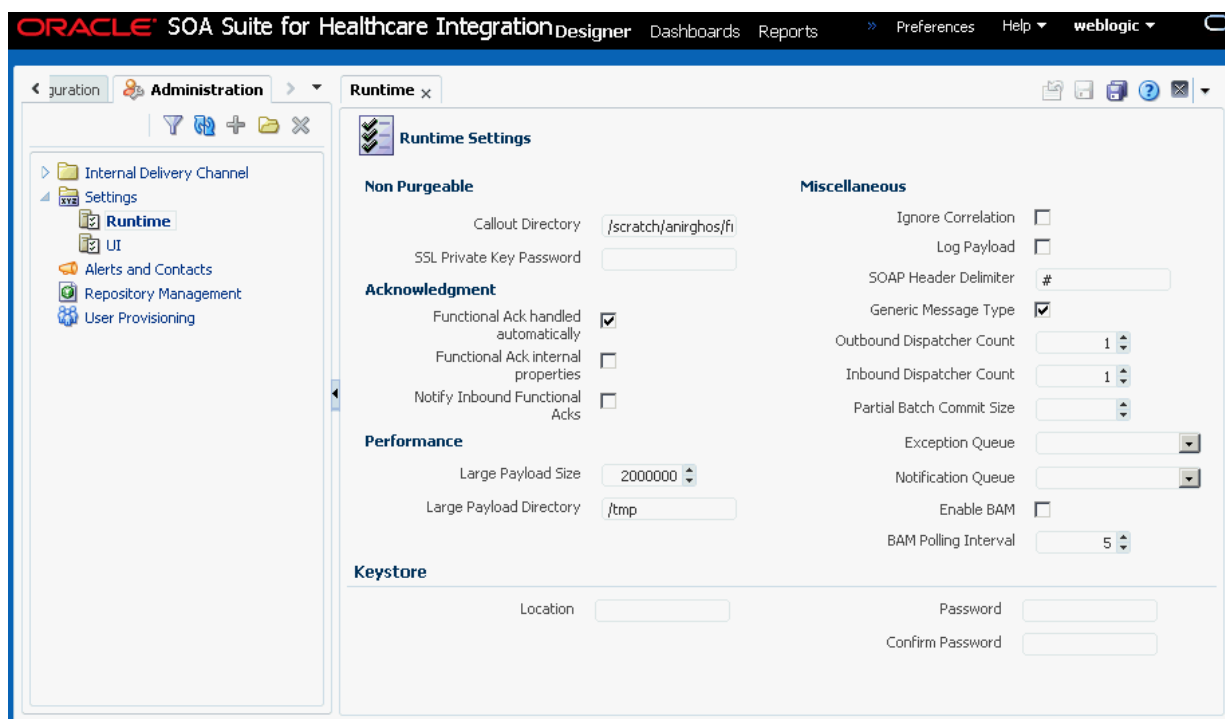 ORACLE SOA Suite for Healthcare Integration Designer Dashboards Reports » Preferences Help weblogic
guration Administration Runtime
Runtime Settings
Internal Delivery Channel
Settings
Runtime
UI
Alerts and Contacts
Repository Management
User Provisioning
Non Purgeable
Callout Directory /scratch/anirghos/fi
SSL Private Key Password
Acknowledgment
Functional Ack handled
automatically
Functional Ack internal
properties
Notify Inbound Functional
Acks
Performance
Large Payload Size 2000000
Large Payload Directory /tmp
Miscellaneous
Ignore Correlation
Log Payload
SOAP Header Delimiter #
Generic Message Type
Outbound Dispatcher Count 1
Inbound Dispatcher Count 1
Partial Batch Commit Size
Exception Queue
Notification Queue
Enable BAM
BAM Polling Interval 5
Keystore
Location
Password
Confirm Password